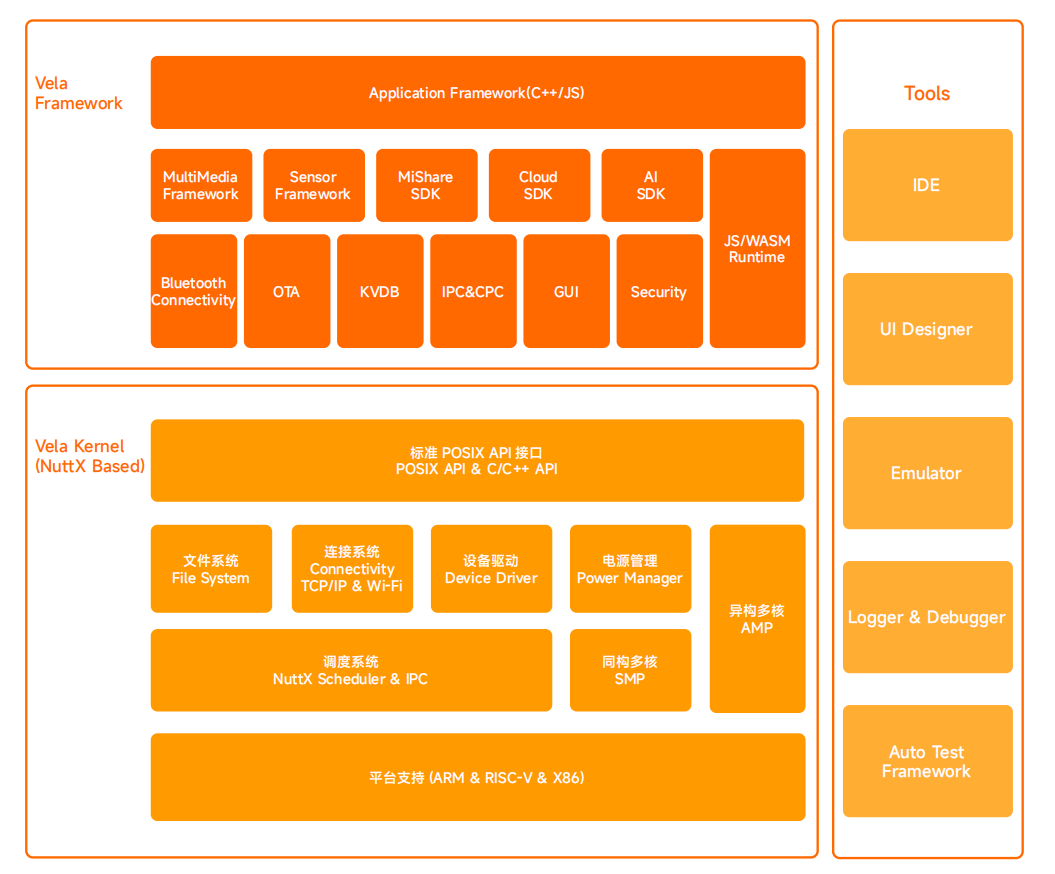 Vela
Framework
Application Framework(C++/JS)
MultiMedia
Framework
Sensor
Framework
MiShare
SDK
Cloud
SDK
AI
SDK
JS/WASM
Runtime
Bluetooth
Connectivity
OTA
KVDB
IPC&CPC
GUI
Security
Vela Kernel
(NuttX Based)
标准 POSIX API 接口
POSIX API & C/C++ API
文件系统
File System
连接系统
Connectivity
TCP/IP & Wi-Fi
设备驱动
Device Driver
电源管理
Power Manager
异构多核
AMP
调度系统
NuttX Scheduler & IPC
同构多核
SMP
平台支持 (ARM & RISC-V & X86)
Tools
IDE
UI Designer
Emulator
Logger & Debugger
Auto Test
Framework